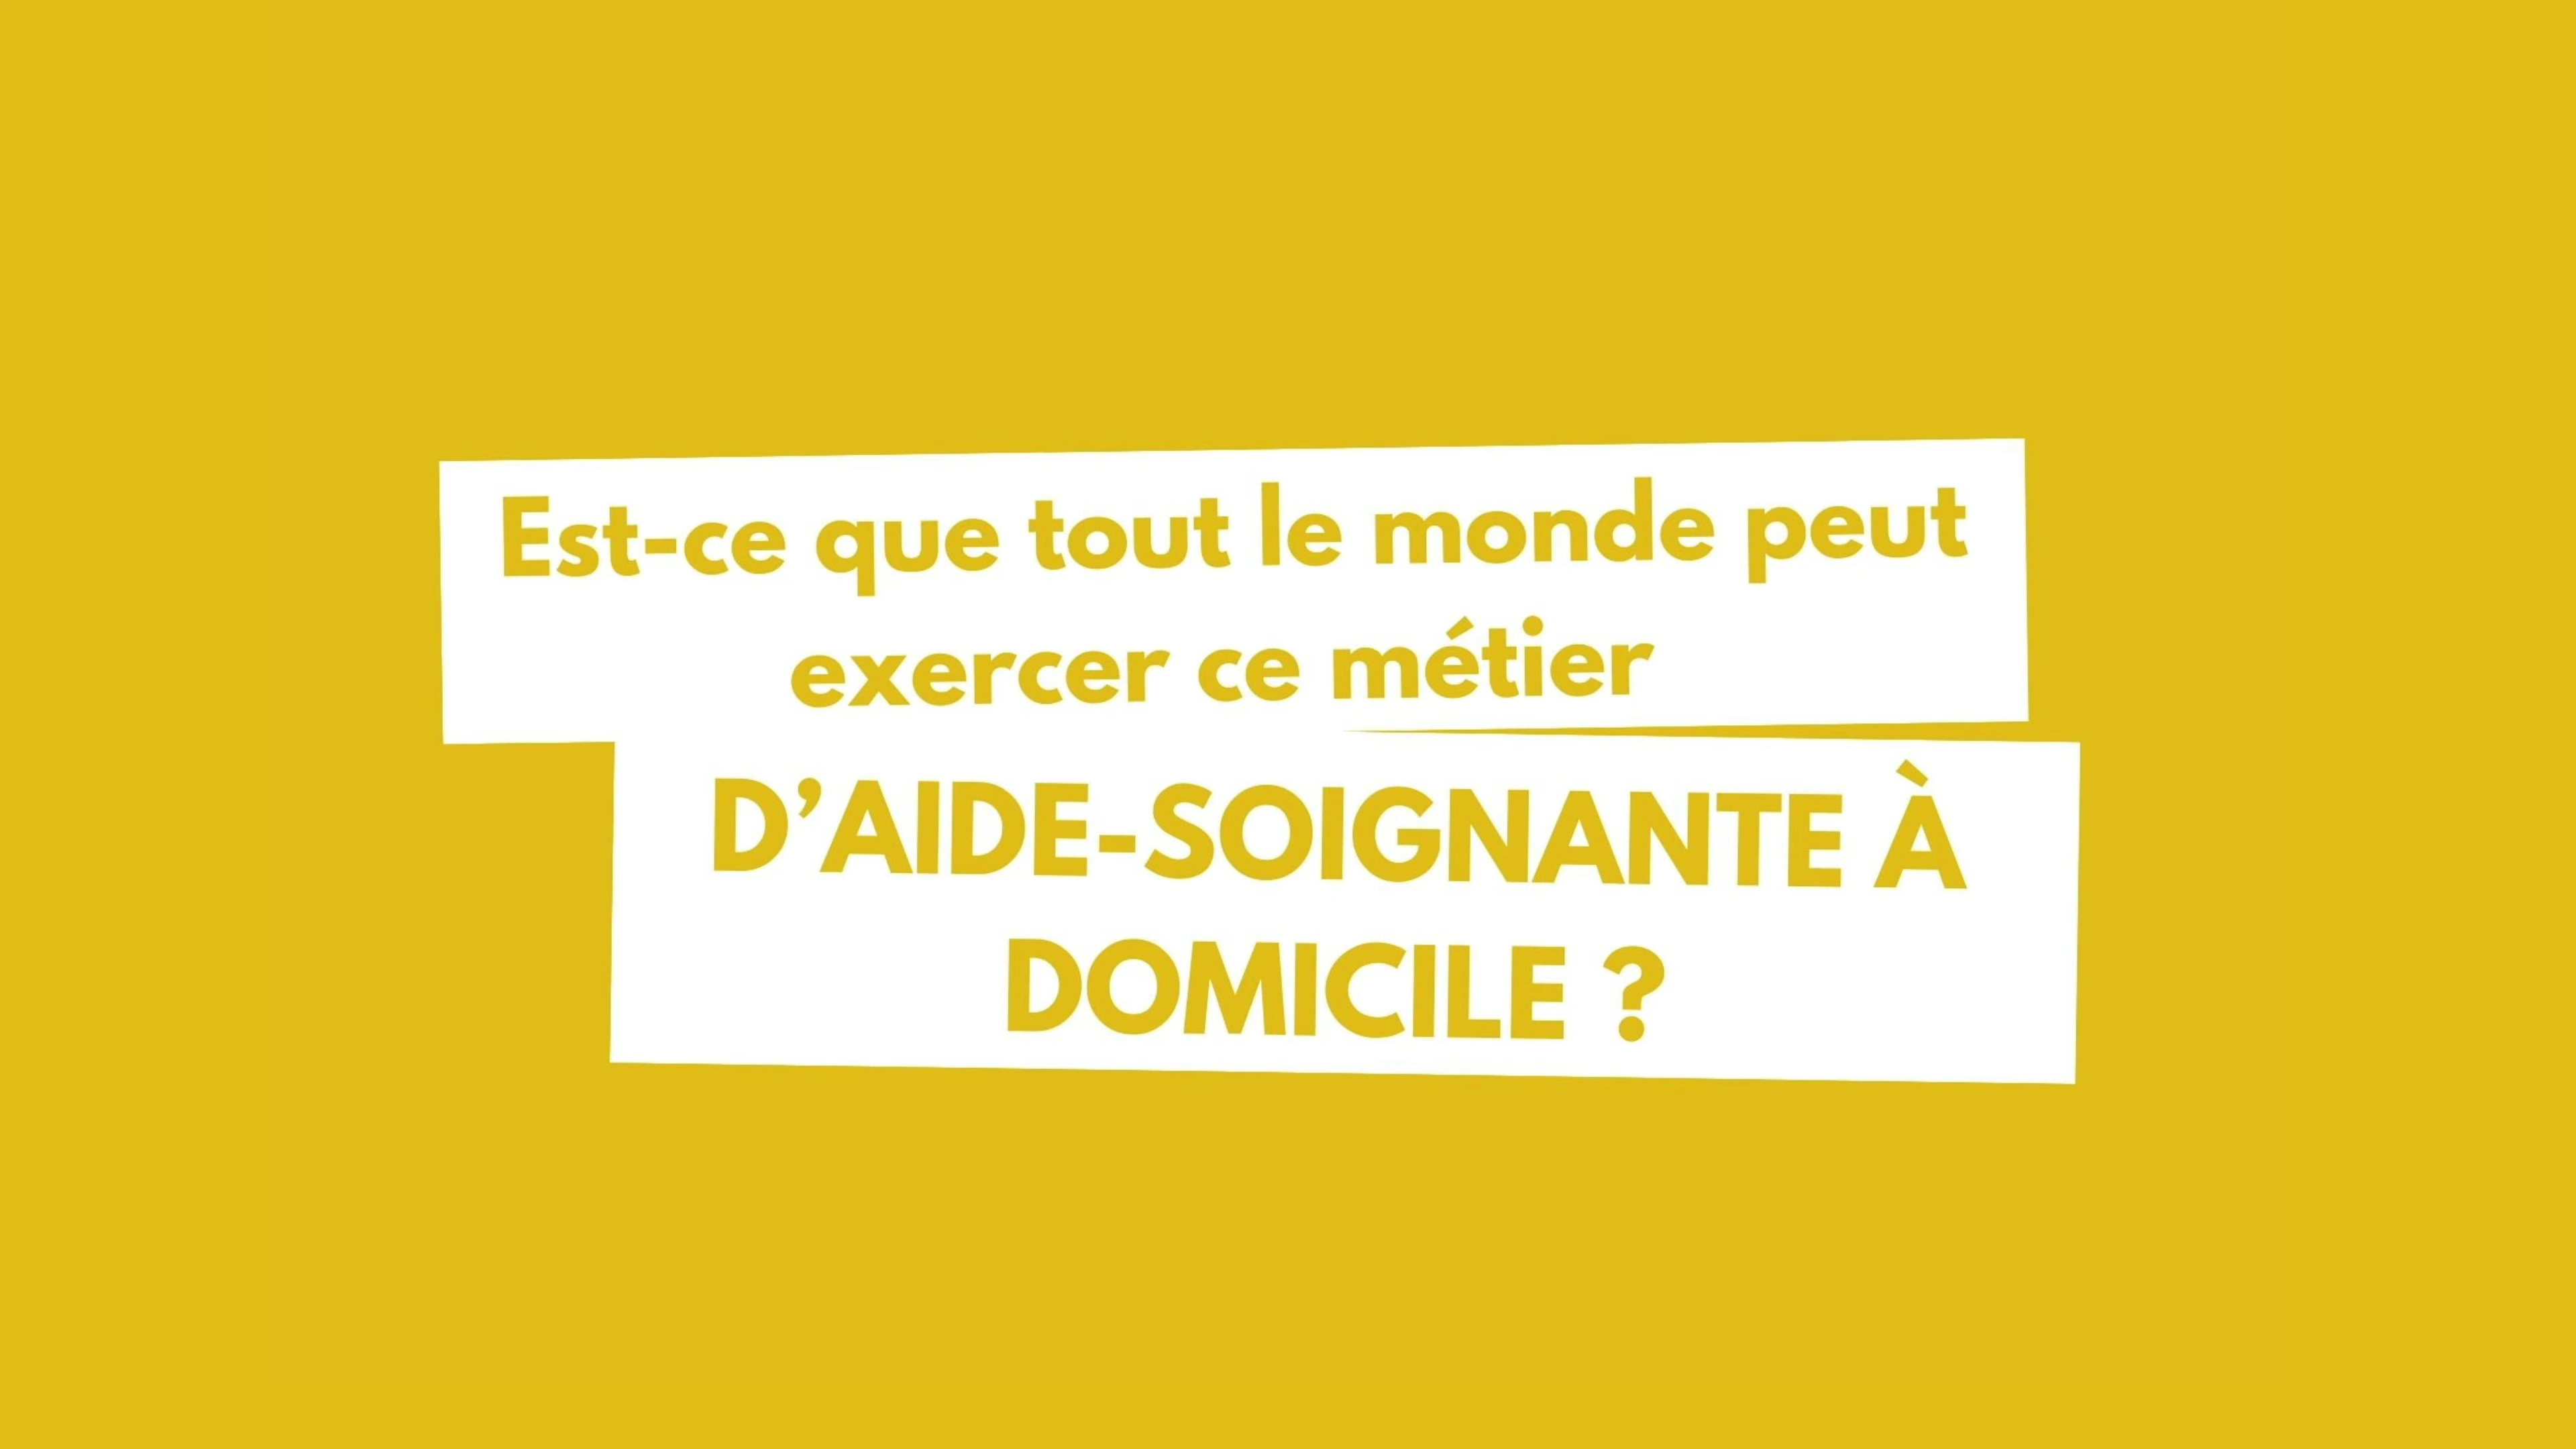 Est-ce que tout le monde peut
exercer ce métier
D’AIDE-SOIGNANTE À
DOMICILE ?